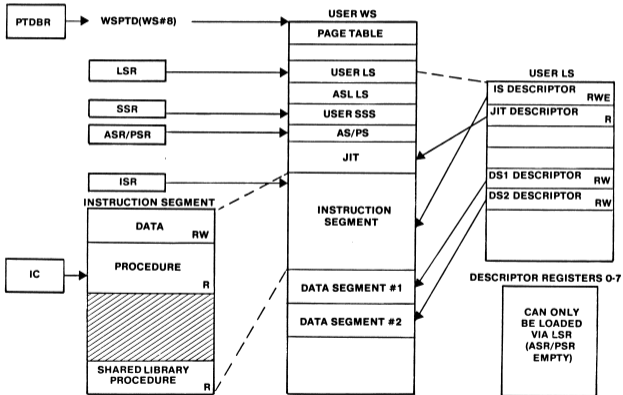 PTDBR
WSPTD(WS#8)
USER WS
PAGE TABLE
LSR
USER LS
ASL LS
SSR
USER SSS
ASR/PSR
AS/PS
JIT
ISR
INSTRUCTION SEGMENT
DATA
RW
IC
PROCEDURE
R
SHARED LIBRARY
PROCEDURE
R
INSTRUCTION
SEGMENT
DATA SEGMENT #1
DATA SEGMENT #2
USER LS
IS DESCRIPTOR
RWE
JIT DESCRIPTOR
R
DS1 DESCRIPTOR
RW
DS2 DESCRIPTOR
RW
DESCRIPTOR REGISTERS 0-7
CAN ONLY
BE LOADED
VIA LSR
(ASR/PSR
EMPTY)